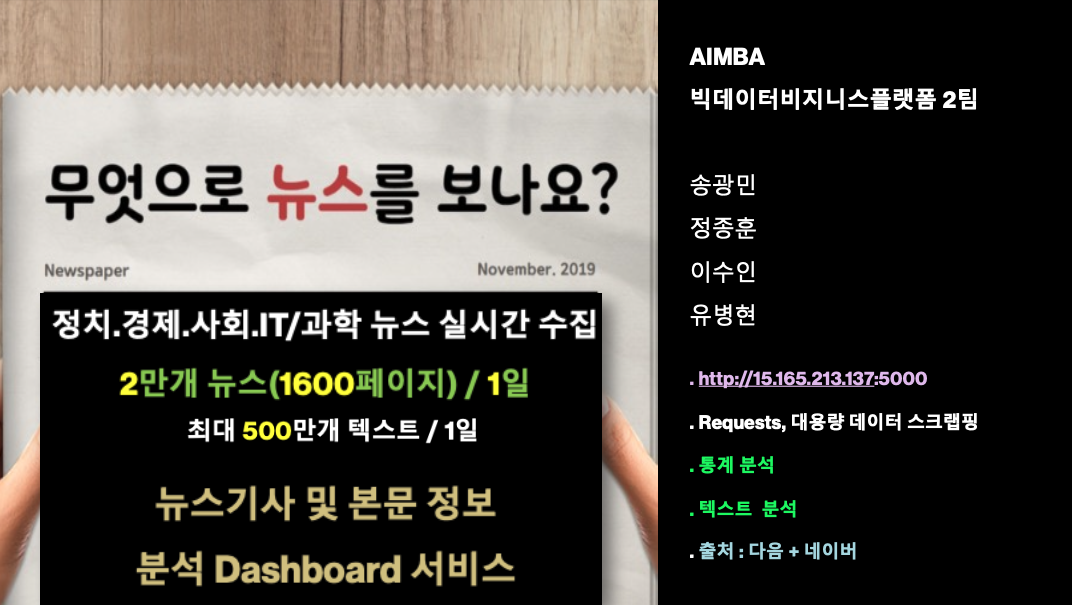 무엇으로 뉴스를 보나요?
Newspaper
November. 2019
정치.경제.사회.IT/과학 뉴스 실시간 수집
2만개 뉴스(1600페이지) / 1일
최대 500만개 텍스트 / 1일
뉴스기사 및 본문 정보
분석 Dashboard 서비스
AIMBA
빅데이터비지니스플랫폼 2팀
송광민
정종훈
이수인
유병현
. http://15.165.213.137:5000
. Requests, 대용량 데이터 스크랩핑
. 통계 분석
. 텍스트 분석
. 출처 : 다음 + 네이버